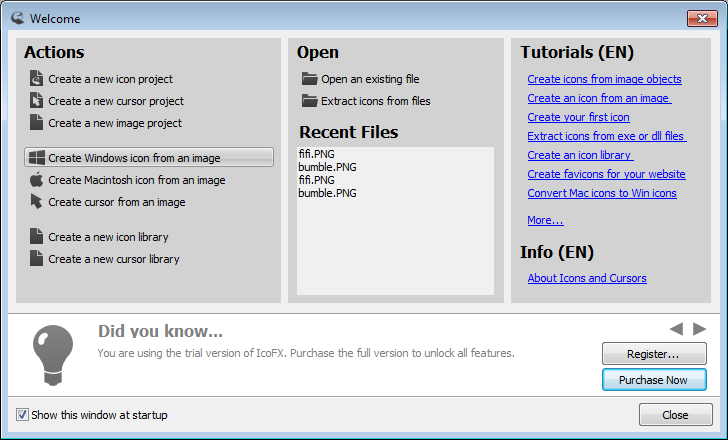 Welcome
Actions
Create a new icon project
Create a new cursor project
Create a new image project
Create Windows icon from an image
Create Macintosh icon from an image
Create cursor from an image
Create a new icon library
Create a new cursor library
Open
Open an existing file
Extract icons from files
Recent Files
fifi.PNG
bumble.PNG
fifi.PNG
bumble.PNG
Tutorials (EN)
Create icons from image objects
Create an icon from an image
Create your first icon
Extract icons from exe or dll files
Create an icon library
Create favicons for your website
Convert Mac icons to Win icons
More...
Info (EN)
About Icons and Cursors
Did you know...
You are using the trial version of IcoFX. Purchase the full version to unlock all features.
Register...
Purchase Now
Show this window at startup
Close